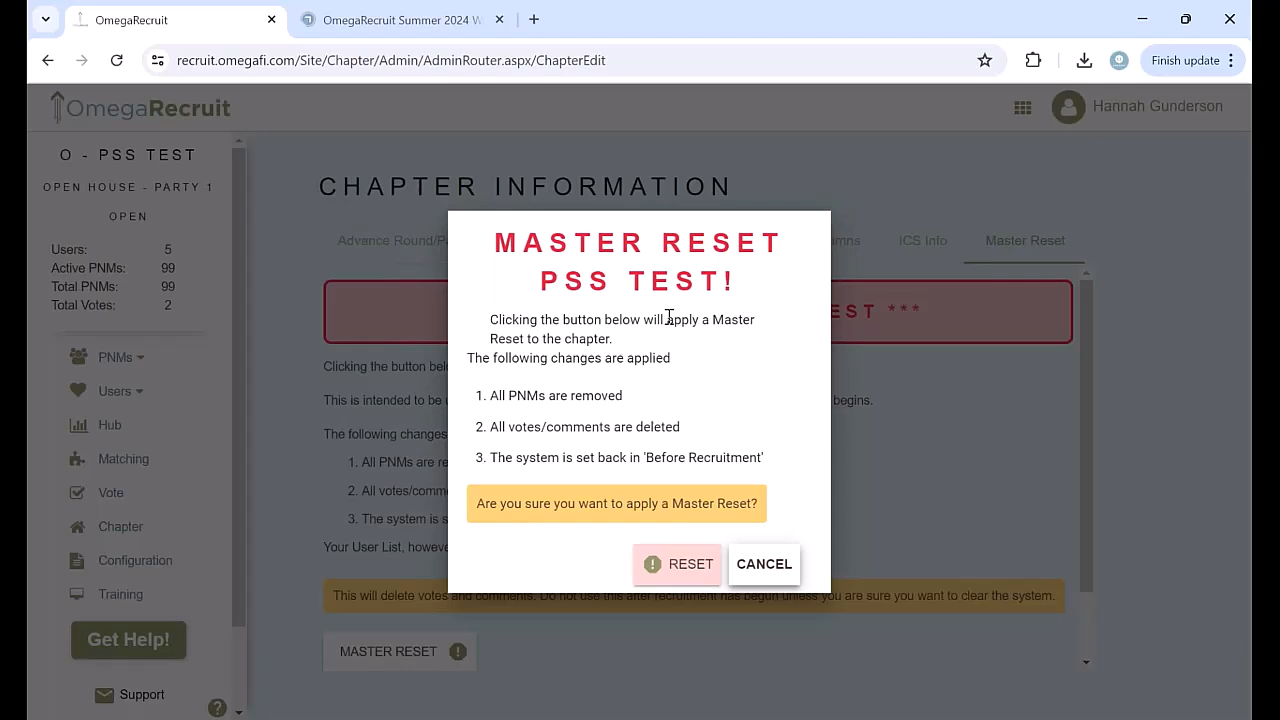 OmegaRecruit
OmegaRecruit Summer 2024 W
recruit.omegafi.com/Site/Chapter/Admin/AdminRouter.aspx/ChapterEdit
Finish update
OmegaRecruit
Hannah Gunderson
O - PSS TEST
OPEN HOUSE - PARTY 1
OPEN
Users: 5
Active PNMs: 99
Total PNMs: 99
Total Votes: 2
PNMs
Users
Hub
Matching
Vote
Chapter
Configuration
Training
Get Help!
Support
CHAPTER INFORMATION
Advance Round/Pa
umns
ICS Info
Master Reset
EST ***
Clicking the button bel
This is intended to be u
begins.
The following changes
1. All PNMs are re
2. All votes/comme
3. The system is s
Your User List, howeve
This will delete votes and comments. Do not use this after recruitment has begun unless you are sure you want to clear the system.
MASTER RESET
MASTER RESET
PSS TEST!
Clicking the button below will apply a Master
Reset to the chapter.
The following changes are applied
1. All PNMs are removed
2. All votes/comments are deleted
3. The system is set back in 'Before Recruitment'
Are you sure you want to apply a Master Reset?
RESET
CANCEL